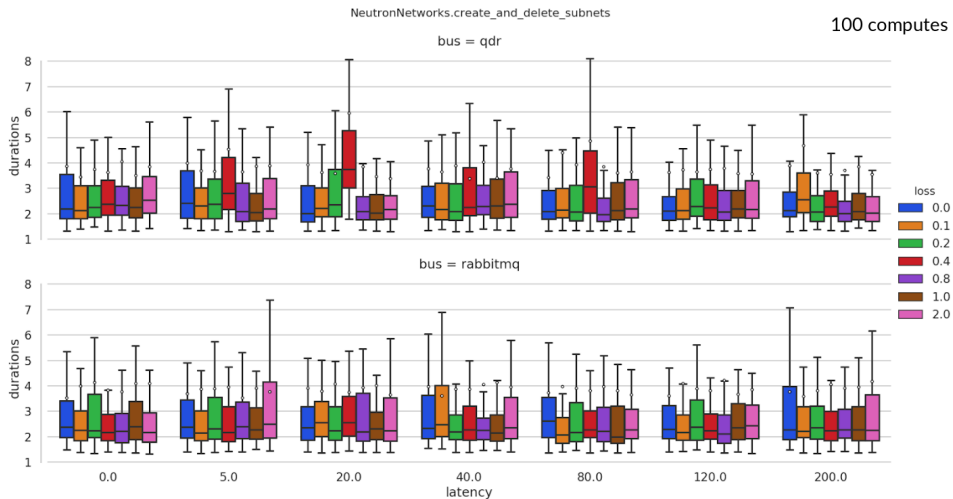 NeutronNetworks.create_and_delete_subnets
100 computes
bus = qdr
8
7
6
5
4
3
2
1
durations
bus = rabbitmq
8
7
6
5
4
3
2
1
durations
0.0 5.0 20.0 40.0 80.0 120.0 200.0
latency
loss
0.0
0.1
0.2
0.4
0.8
1.0
2.0